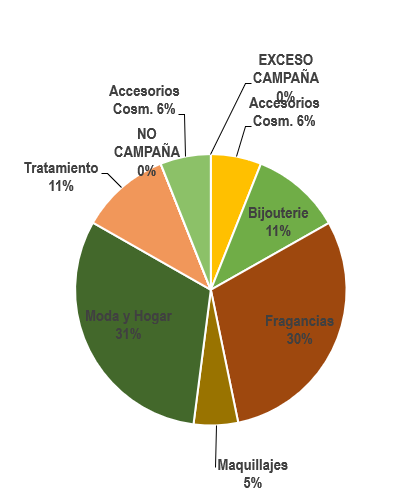 EXCESO
CAMPAÑA
0%
Accesorios
Cosm. 6%
Bijouterie
11%
Fragancias
30%
Maquillajes
5%
Moda y Hogar
31%
Tratamiento
11%
NO
CAMPAÑA
0%
Accesorios
Cosm. 6%